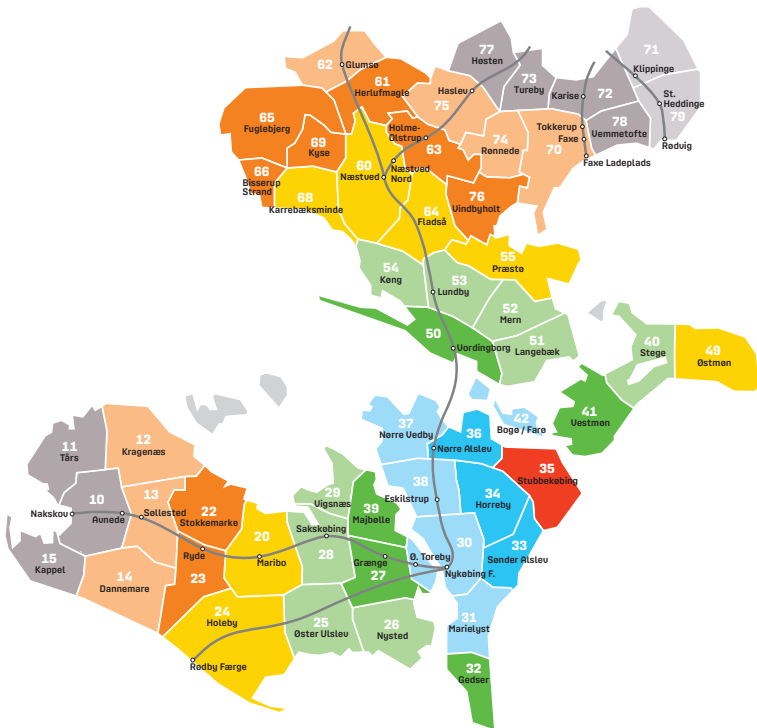 77
Høsten
71
62
Glumsø
61
Herlufmagle
73
Tureby
Klippinge
Haslev
75
Karise
72
St.
Heddinge
79
65
Fuglebjerg
Holme-
Olstrup
63
Tokkerup
Faxe
78
Vemmetofte
69
Kyse
74
Rønnede
70
Rødvig
60
Næstved
Næstved
Nord
Faxe Ladeplads
66
Bisserup
Strand
68
Karrebæksminde
76
Vindbyholt
64
Fladså
55
Præstø
54
Køng
53
Lundby
52
Mern
50
Vordingborg
51
Langebæk
40
Stege
49
Østmøn
41
Vestmøn
42
Bogø / Farø
37
Nørre Vedby
36
Nørre Alslev
11
Tårs
12
Kragenæs
35
Stubbekøbing
10
Nakskov
Avnede
13
Søllested
22
Stokkemarke
29
Vigsnæs
39
Majbølle
38
Eskilstrup
34
Horreby
20
Maribo
Sakskøbing
28
15
Kappel
Ryde
23
Grænge
27
Ø. Toreby
30
Nykøbing F.
33
Sønder Alslev
14
Dannemare
24
Holeby
25
Øster Ulslev
26
Nysted
31
Marielyst
Rødby Færge
32
Gedser